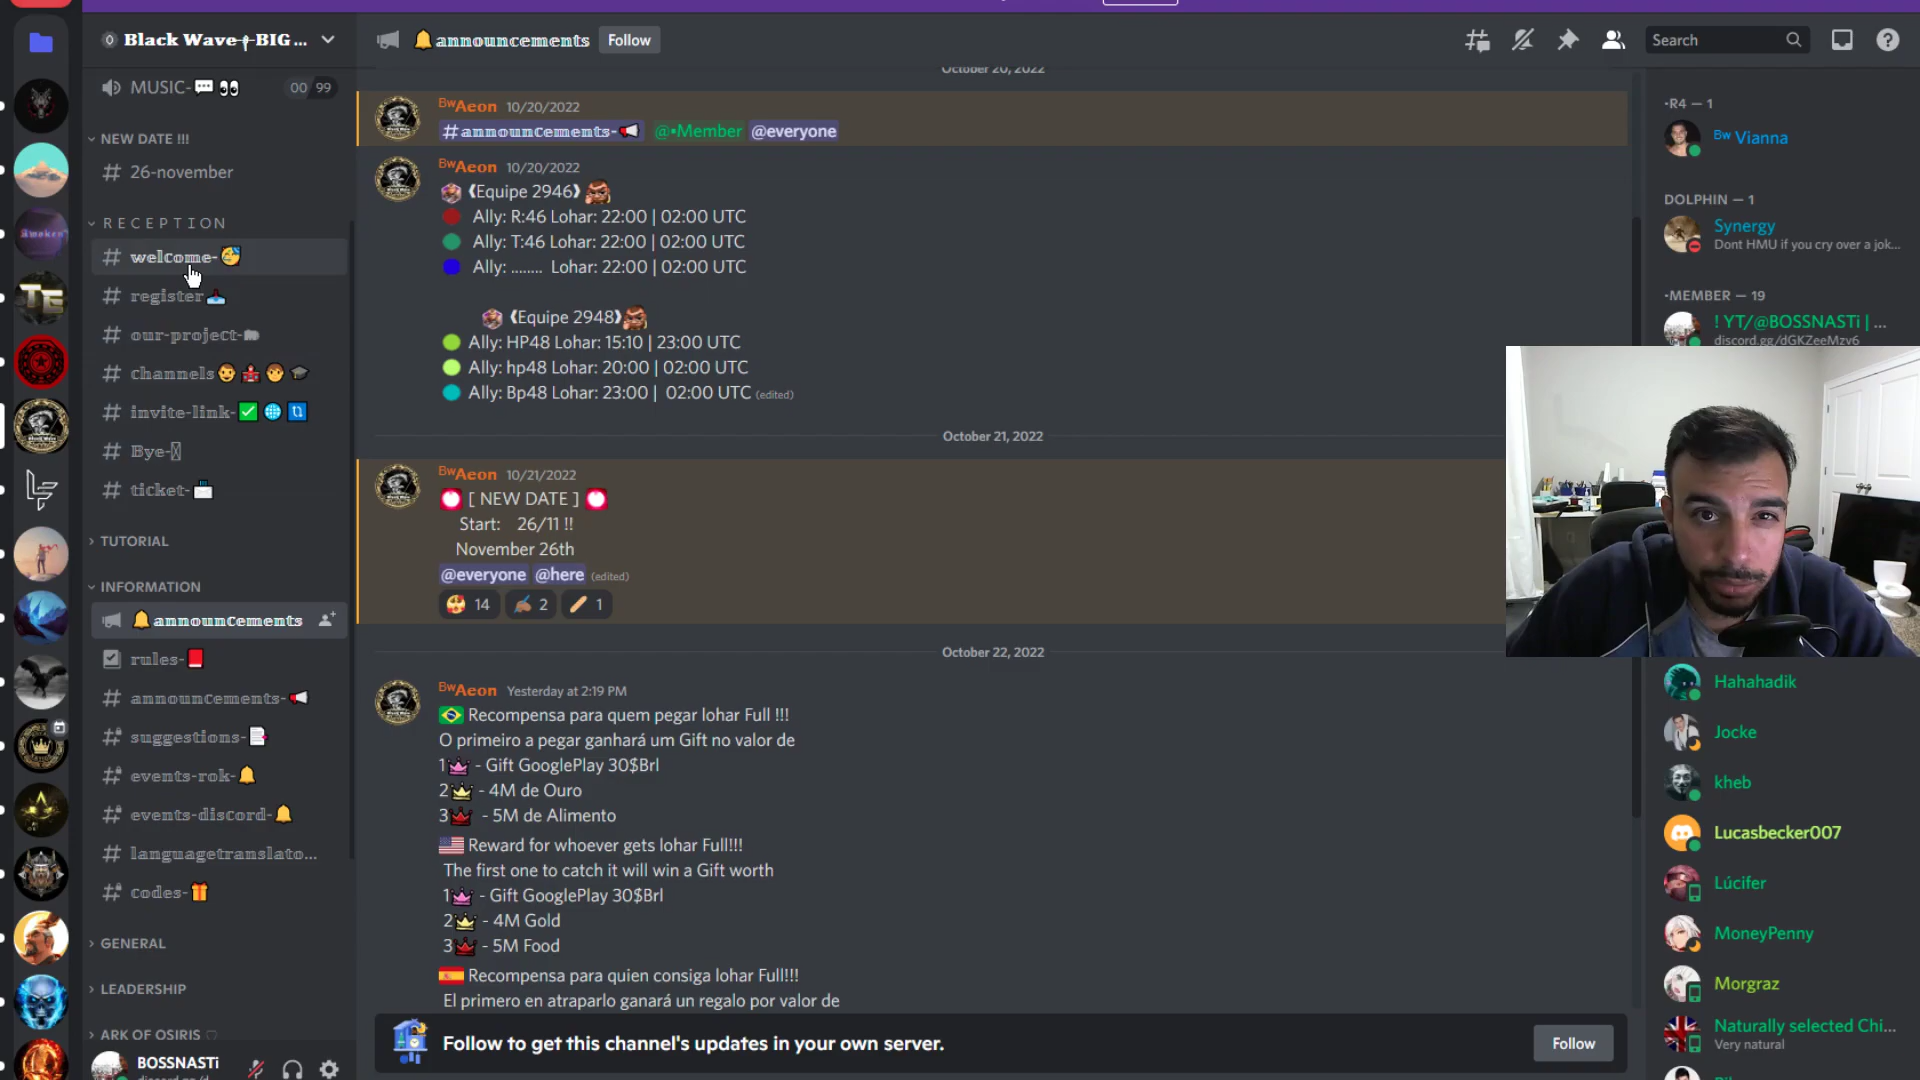 Black Wave┼BIG ...
announcements
Follow
Search
MUSIC-
00 99
NEW DATE !!!
26-november
RECEPTION
welcome-
register
our-project-
channels
invite-link-
Bye-
ticket-
TUTORIAL
INFORMATION
announcements
rules-
announcements-
suggestions-
events-rok-
events-discord-
languagetranslato...
codes-
GENERAL
LEADERSHIP
ARK OF OSIRIS
BOSSNASTi
October 20, 2022
BwAeon 10/20/2022
#announcements- @▪Member @everyone
BwAeon 10/20/2022
⟪Equipe 2946⟫
Ally: R:46 Lohar: 22:00 | 02:00 UTC
Ally: T:46 Lohar: 22:00 | 02:00 UTC
Ally: ........ Lohar: 22:00 | 02:00 UTC
⟪Equipe 2948⟫
Ally: HP48 Lohar: 15:10 | 23:00 UTC
Ally: hp48 Lohar: 20:00 | 02:00 UTC
Ally: Bp48 Lohar: 23:00 | 02:00 UTC (edited)
October 21, 2022
BwAeon 10/21/2022
[ NEW DATE ]
Start: 26/11 !!
November 26th
@everyone @here (edited)
14 2 1
October 22, 2022
BwAeon Yesterday at 2:19 PM
Recompensa para quem pegar lohar Full !!!
O primeiro a pegar ganhará um Gift no valor de
1 - Gift GooglePlay 30$Brl
2 - 4M de Ouro
3 - 5M de Alimento
Reward for whoever gets lohar Full!!!
The first one to catch it will win a Gift worth
1 - Gift GooglePlay 30$Brl
2 - 4M Gold
3 - 5M Food
Recompensa para quien consiga lohar Full!!!
El primero en atraparlo ganará un regalo por valor de
Follow to get this channel's updates in your own server.
Follow
▪R4 — 1
Bw Vianna
DOLPHIN — 1
Synergy
Dont HMU if you cry over a jok...
▪MEMBER — 19
! YT/@BOSSNASTi | ...
discord.gg/dGKZeeMzv6
Hahahadik
Jocke
kheb
Lucasbecker007
Lúcifer
MoneyPenny
Morgraz
Naturally selected Chi...
Very natural